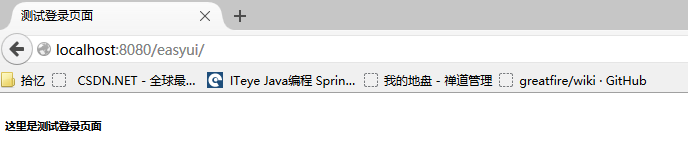 测试登录页面
localhost:8080/easyui/
拾忆 CSDN.NET - 全球最... ITeye Java编程 Sprin... 我的地盘 - 禅道管理 greatfire/wiki · GitHub
这里是测试登录页面